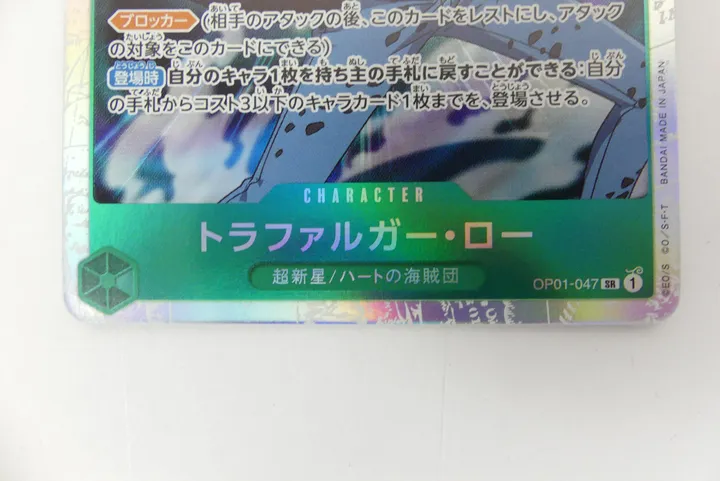 ブロッカー (相手のアタックの後、このカードをレストにし、アタック
の対象をこのカードにできる)
登場時 自分のキャラ1枚を持ち主の手札に戻すことができる:自分
の手札からコスト3以下のキャラカード1枚までを、登場させる。
CHARACTER
トラファルガー・ロー
超新星/ハートの海賊団
OP01-047 SR 1
©E.O/S ©O/S・F・T BANDAI MADE IN JAPAN